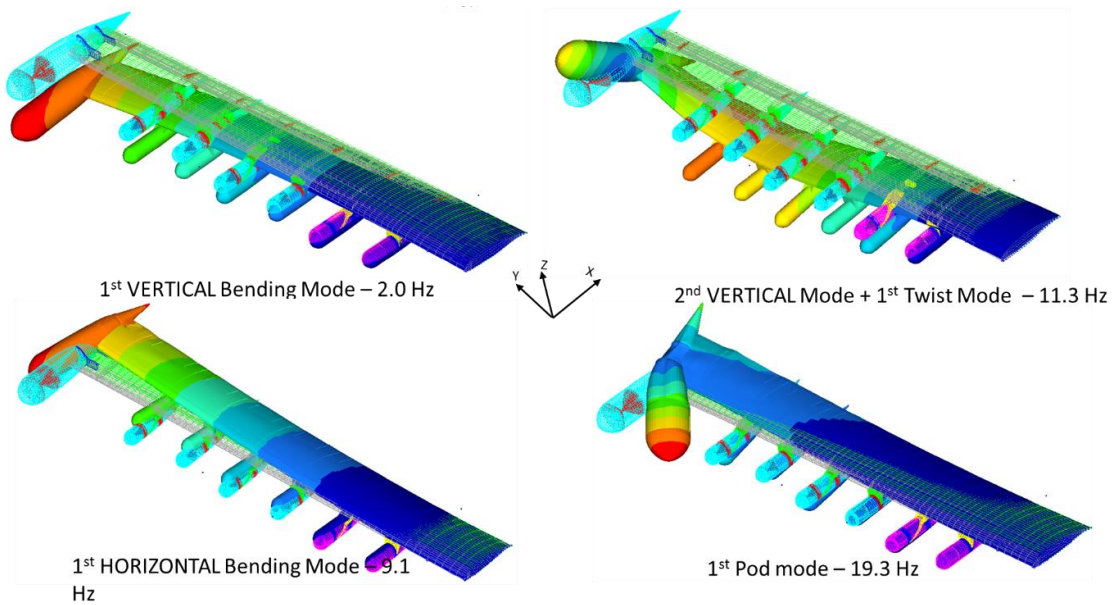 1st VERTICAL Bending Mode – 2.0 Hz
2nd VERTICAL Mode + 1st Twist Mode – 11.3 Hz
Y
Z
X
1st HORIZONTAL Bending Mode – 9.1
Hz
1st Pod mode – 19.3 Hz